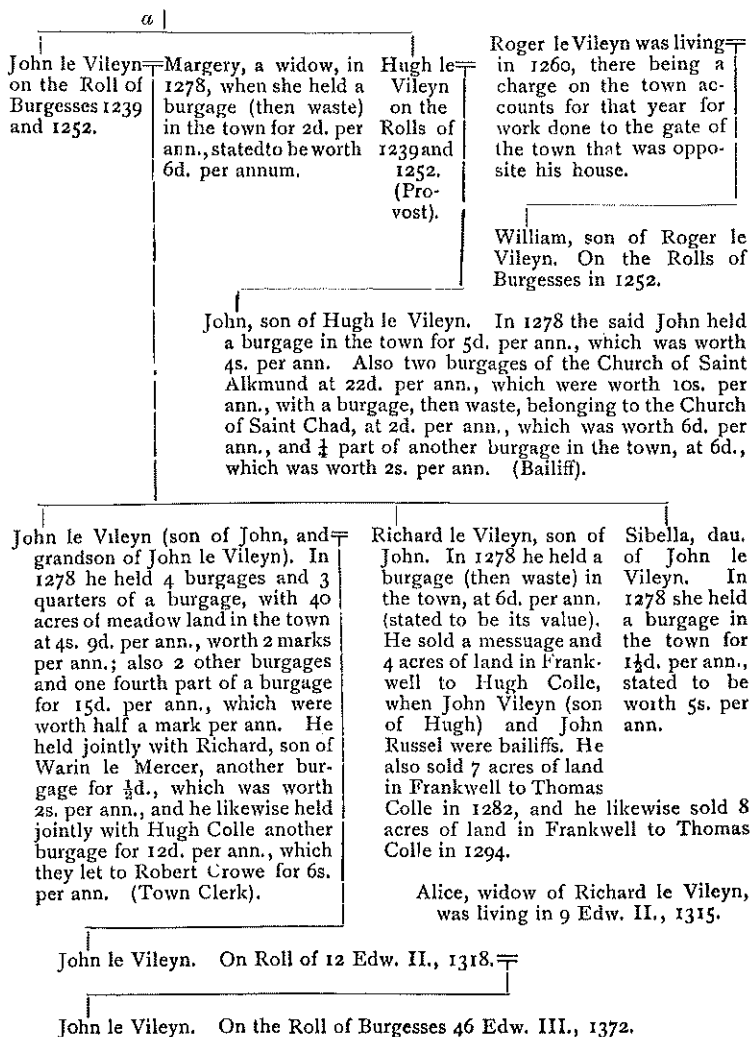 a
John le Vileyn
on the Roll of
Burgesses 1239
and 1252.
Margery, a widow, in
1278, when she held a
burgage (then waste)
in the town for 2d. per
ann., statedto be worth
6d. per annum.
Hugh le
Vileyn
on the
Rolls of
1239 and
1252.
(Pro-
vost).
Roger le Vileyn was living
in 1260, there being a
charge on the town ac-
counts for that year for
work done to the gate of
the town that was oppo-
site his house.
William, son of Roger le
Vileyn. On the Rolls of
Burgesses in 1252.
John, son of Hugh le Vileyn. In 1278 the said John held
a burgage in the town for 5d. per ann., which was worth
4s. per ann. Also two burgages of the Church of Saint
Alkmund at 22d. per ann., which were worth 10s. per
ann., with a burgage, then waste, belonging to the Church
of Saint Chad, at 2d. per ann., which was worth 6d. per
ann., and ¼ part of another burgage in the town, at 6d.,
which was worth 2s. per ann. (Bailiff).
John le Vileyn (son of John, and
grandson of John le Vileyn). In
1278 he held 4 burgages and 3
quarters of a burgage, with 40
acres of meadow land in the town
at 4s. 9d. per ann., worth 2 marks
per ann.; also 2 other burgages
and one fourth part of a burgage
for 15d. per ann., which were
worth half a mark per ann. He
held jointly with Richard, son of
Warin le Mercer, another bur-
gage for ½d., which was worth
2s. per ann., and he likewise held
jointly with Hugh Colle another
burgage for 12d. per ann., which
they let to Robert Crowe for 6s.
per ann. (Town Clerk).
Richard le Vileyn, son of
John. In 1278 he held a
burgage (then waste) in
the town, at 6d. per ann.
(stated to be its value).
He sold a messuage and
4 acres of land in Frank-
well to Hugh Colle,
when John Vileyn (son
of Hugh) and John
Russel were bailiffs. He
also sold 7 acres of land
in Frankwell to Thomas
Colle in 1282, and he likewise sold 8
acres of land in Frankwell to Thomas
Colle in 1294.
Sibella, dau.
of John le
Vileyn. In
1278 she held
a burgage in
the town for
1½d. per ann.,
stated to be
worth 5s. per
ann.
Alice, widow of Richard le Vileyn,
was living in 9 Edw. II., 1315.
John le Vileyn. On Roll of 12 Edw. II., 1318.
John le Vileyn. On the Roll of Burgesses 46 Edw. III., 1372.